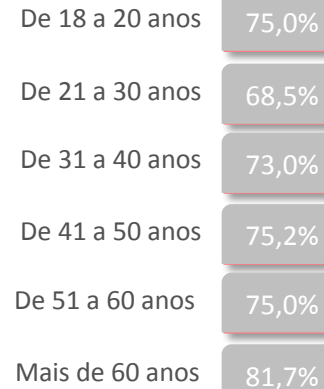 De 18 a 20 anos 75,0%
De 21 a 30 anos 68,5%
De 31 a 40 anos 73,0%
De 41 a 50 anos 75,2%
De 51 a 60 anos 75,0%
Mais de 60 anos 81,7%